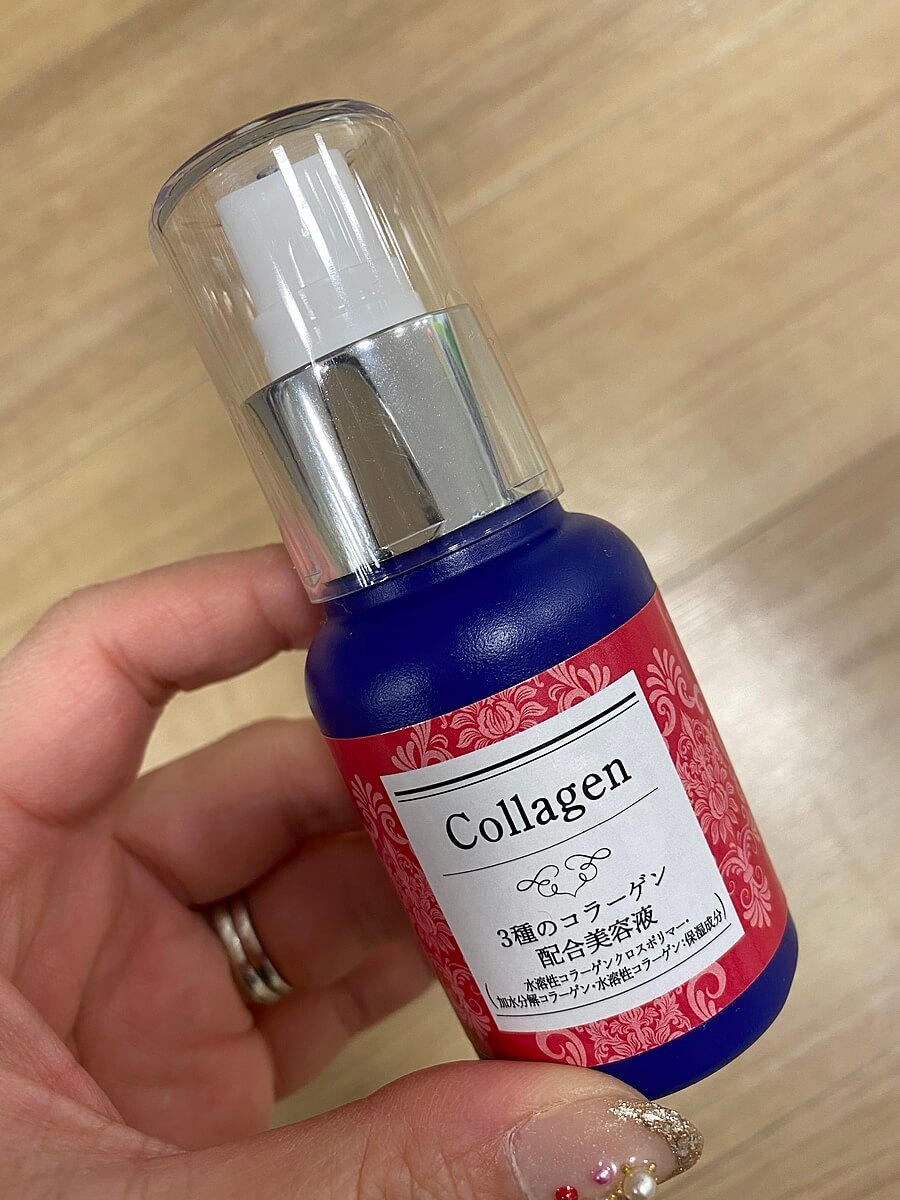 Collagen
3種のコラーゲン
配合美容液
水溶性コラーゲンクロスポリマー・
加水分解コラーゲン・水溶性コラーゲン:保湿成分)